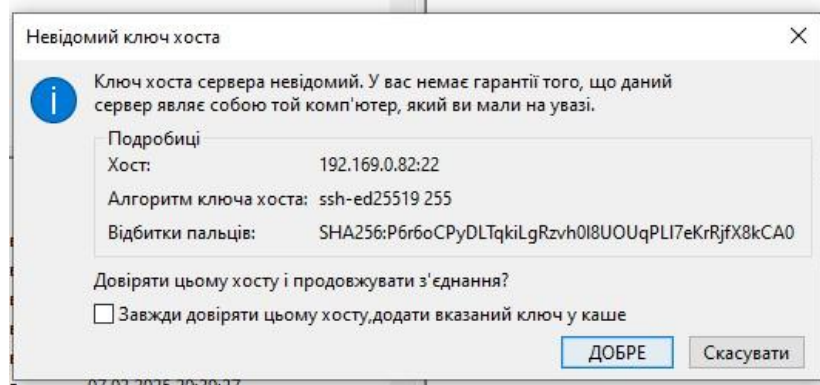 Невідомий ключ хоста
Ключ хоста сервера невідомий. У вас немає гарантії того, що даний
сервер являє собою той комп'ютер, який ви мали на увазі.
Подробиці
Хост: 192.169.0.82:22
Алгоритм ключа хоста: ssh-ed25519 255
Відбитки пальців: SHA256:P6r6oCPyDLTqkiLgRzvh0I8UOUqPLI7eKrRjfX8kCA0
Довіряти цьому хосту і продовжувати з'єднання?
Завжди довіряти цьому хосту,додати вказаний ключ у каше
ДОБРЕ Скасувати